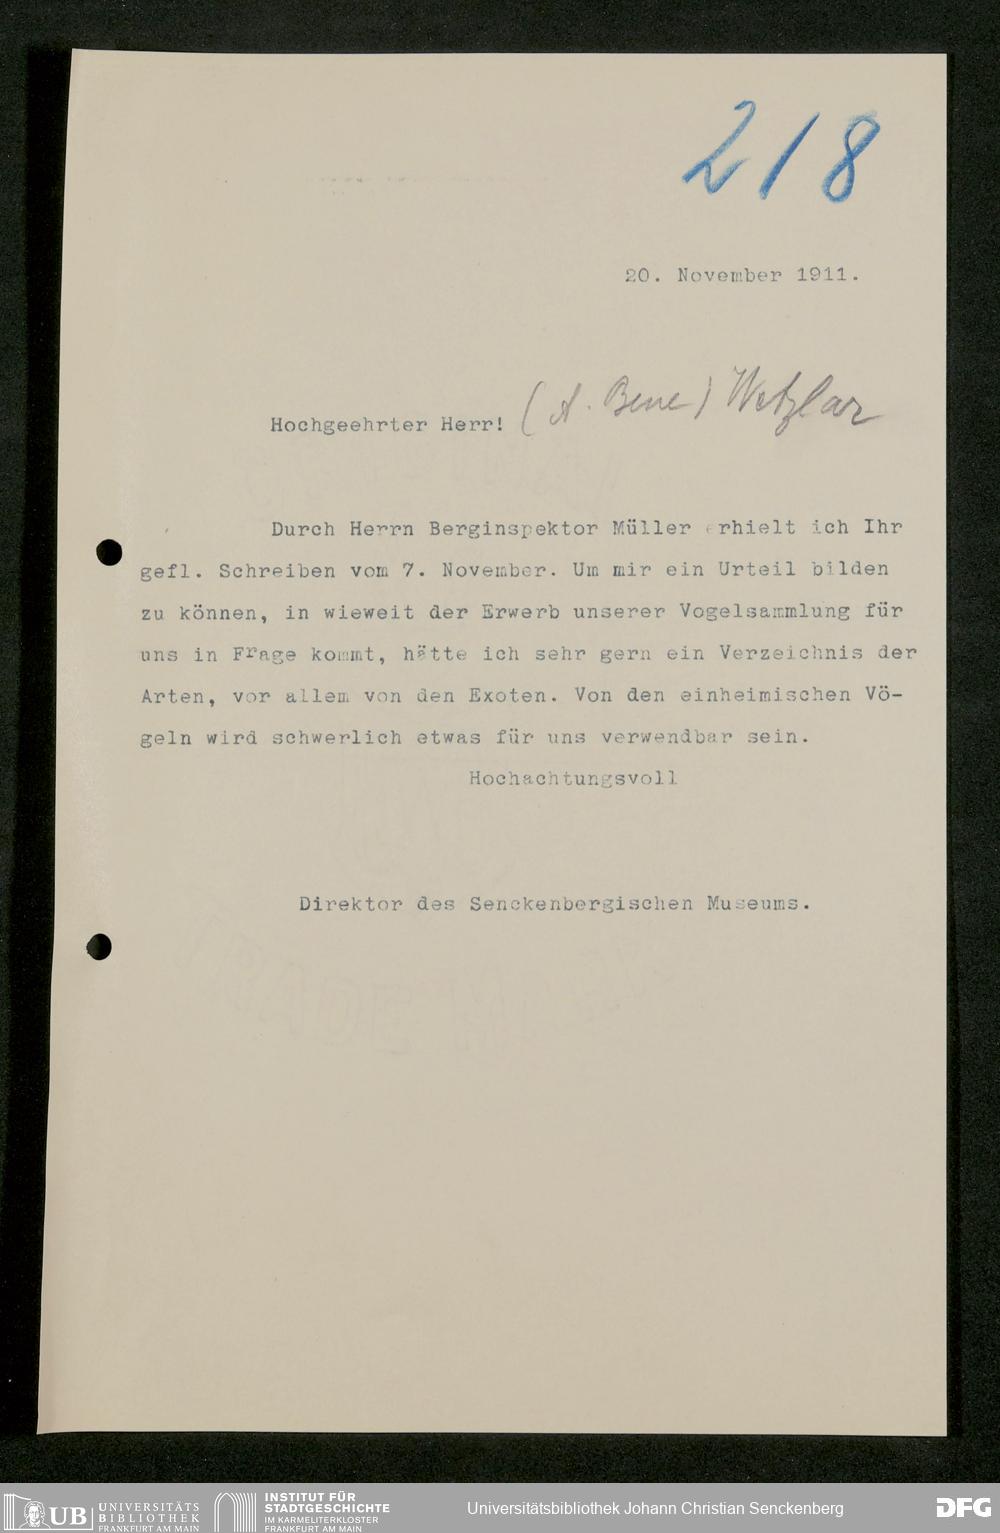 218
20. November 1911.
Hochgeehrter Herr! (A. Bene) Wetzlar
Durch Herrn Berginspektor Müller erhielt ich Ihr
gefl. Schreiben vom 7. November. Um mir ein Urteil bilden
zu können, in wieweit der Erwerb unserer Vogelsammlung für
uns in Frage kommt, hätte ich sehr gern ein Verzeichnis der
Arten, vor allem von den Exoten. Von den einheimischen Vö-
geln wird schwerlich etwas für uns verwendbar sein.
Hochachtungsvoll
Direktor des Senckenbergischen Museums.
UB UNIVERSITÄTS
BIBLIOTHEK
FRANKFURT AM MAIN
INSTITUT FÜR
STADTGESCHICHTE
IM KARMELITERKLOSTER
FRANKFURT AM MAIN
Universitätsbibliothek Johann Christian Senckenberg
DFG